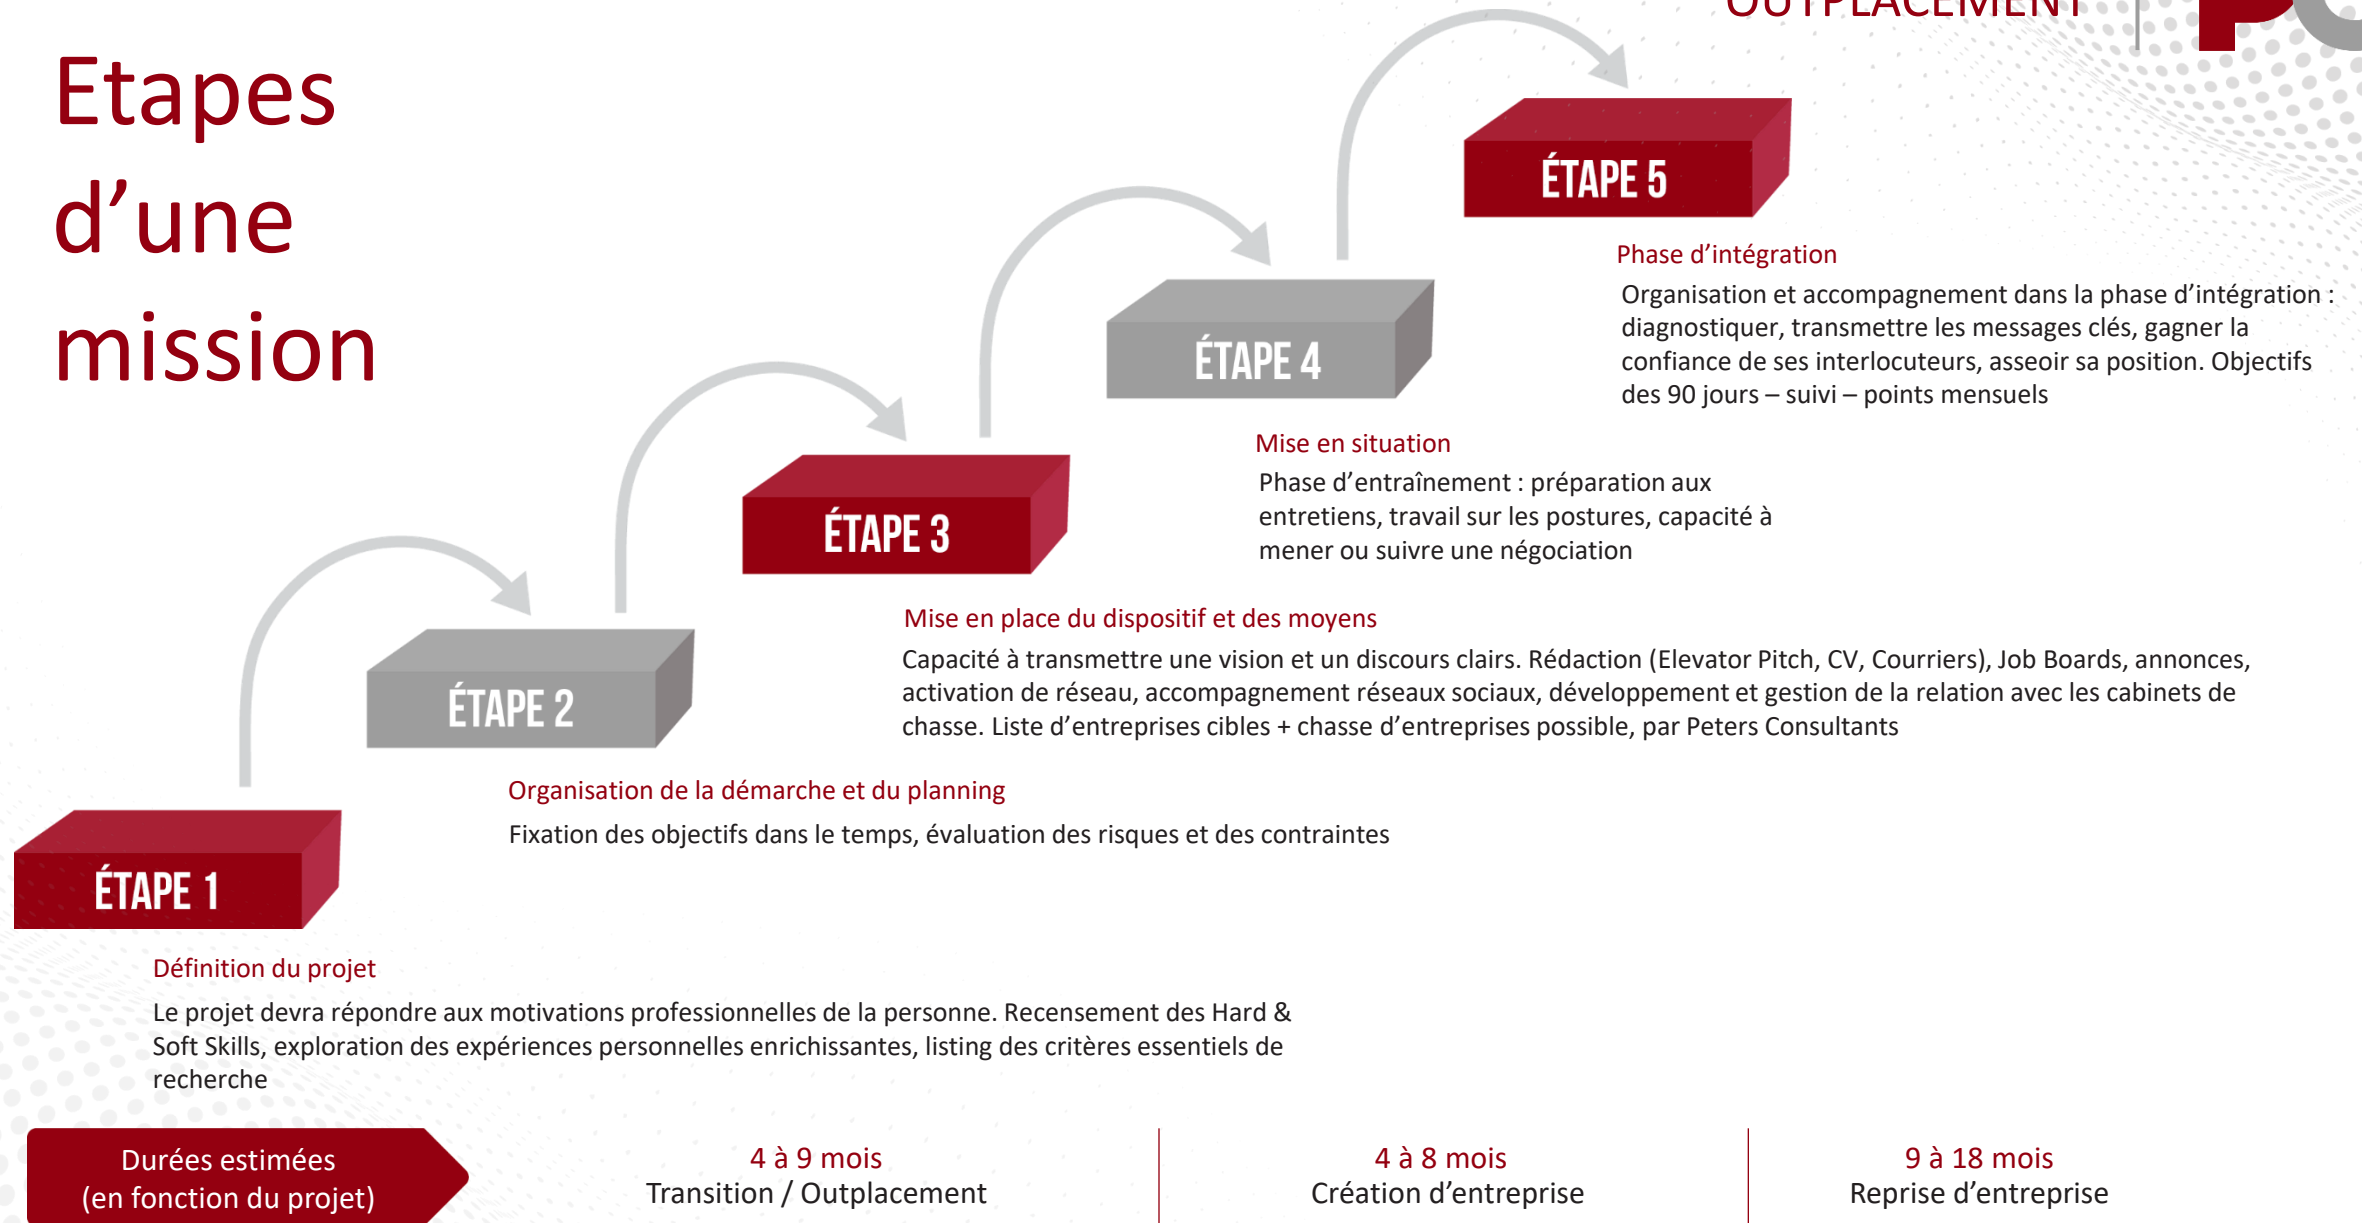 OUTPLACEMENT
Etapes
d’une
mission
ÉTAPE 5
Phase d’intégration
Organisation et accompagnement dans la phase d’intégration :
diagnostiquer, transmettre les messages clés, gagner la
confiance de ses interlocuteurs, asseoir sa position. Objectifs
des 90 jours – suivi – points mensuels
ÉTAPE 4
Mise en situation
Phase d’entraînement : préparation aux
entretiens, travail sur les postures, capacité à
mener ou suivre une négociation
ÉTAPE 3
Mise en place du dispositif et des moyens
Capacité à transmettre une vision et un discours clairs. Rédaction (Elevator Pitch, CV, Courriers), Job Boards, annonces,
activation de réseau, accompagnement réseaux sociaux, développement et gestion de la relation avec les cabinets de
chasse. Liste d’entreprises cibles + chasse d’entreprises possible, par Peters Consultants
ÉTAPE 2
Organisation de la démarche et du planning
Fixation des objectifs dans le temps, évaluation des risques et des contraintes
ÉTAPE 1
Définition du projet
Le projet devra répondre aux motivations professionnelles de la personne. Recensement des Hard &
Soft Skills, exploration des expériences personnelles enrichissantes, listing des critères essentiels de
recherche
Durées estimées
(en fonction du projet)
4 à 9 mois
Transition / Outplacement
4 à 8 mois
Création d’entreprise
9 à 18 mois
Reprise d’entreprise